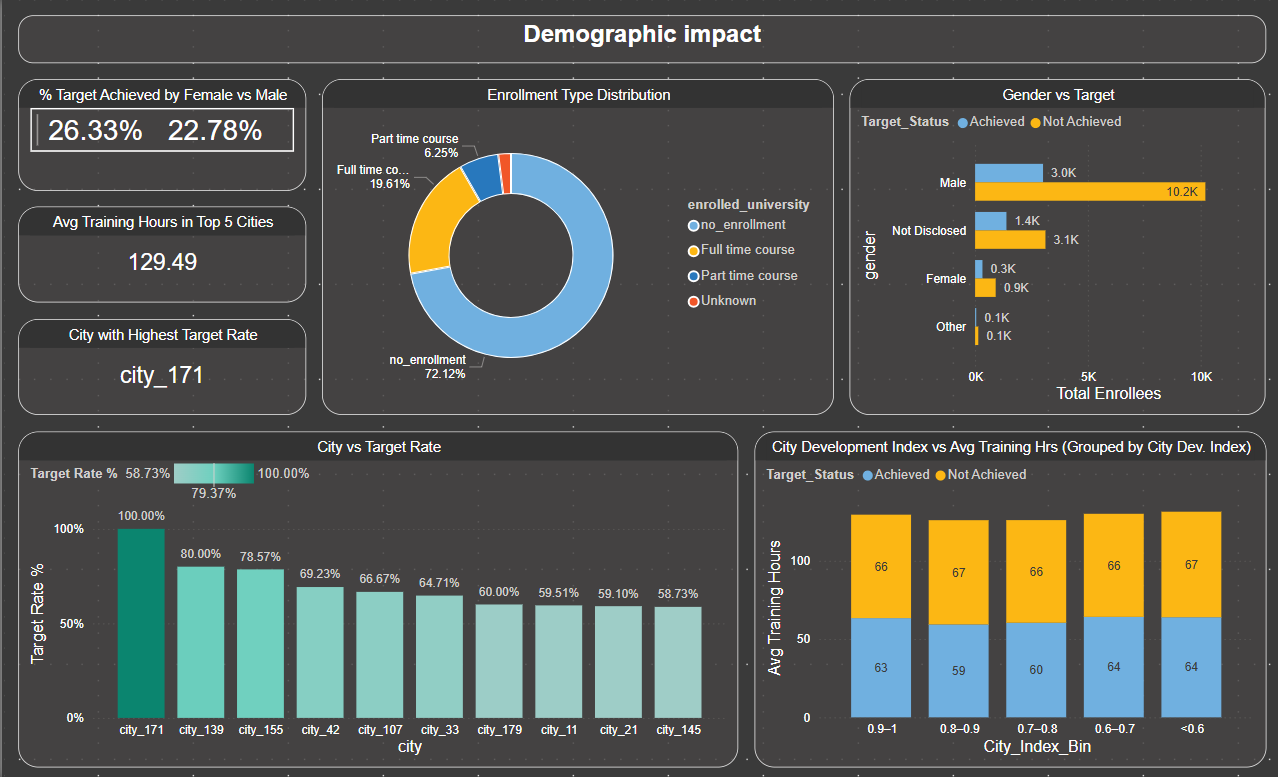 Demographic impact
% Target Achieved by Female vs Male
26.33% 22.78%
Avg Training Hours in Top 5 Cities
129.49
City with Highest Target Rate
city_171
Enrollment Type Distribution
Part time course
6.25%
Full time co...
19.61%
no_enrollment
72.12%
enrolled_university
no_enrollment
Full time course
Part time course
Unknown
Gender vs Target
Target_Status Achieved Not Achieved
gender
Male
3.0K
10.2K
Not Disclosed
1.4K
3.1K
Female
0.3K
0.9K
Other
0.1K
0.1K
0K 5K 10K
Total Enrollees
City vs Target Rate
Target Rate % 58.73% 100.00%
79.37%
Target Rate %
100%
50%
0%
100.00% 80.00% 78.57% 69.23% 66.67% 64.71% 60.00% 59.51% 59.10% 58.73%
city_171 city_139 city_155 city_42 city_107 city_33 city_179 city_11 city_21 city_145
city
City Development Index vs Avg Training Hrs (Grouped by City Dev. Index)
Target_Status Achieved Not Achieved
Avg Training Hours
100
50
0
66 67 66 66 67
63 59 60 64 64
0.9–1 0.8–0.9 0.7–0.8 0.6–0.7 <0.6
City_Index_Bin